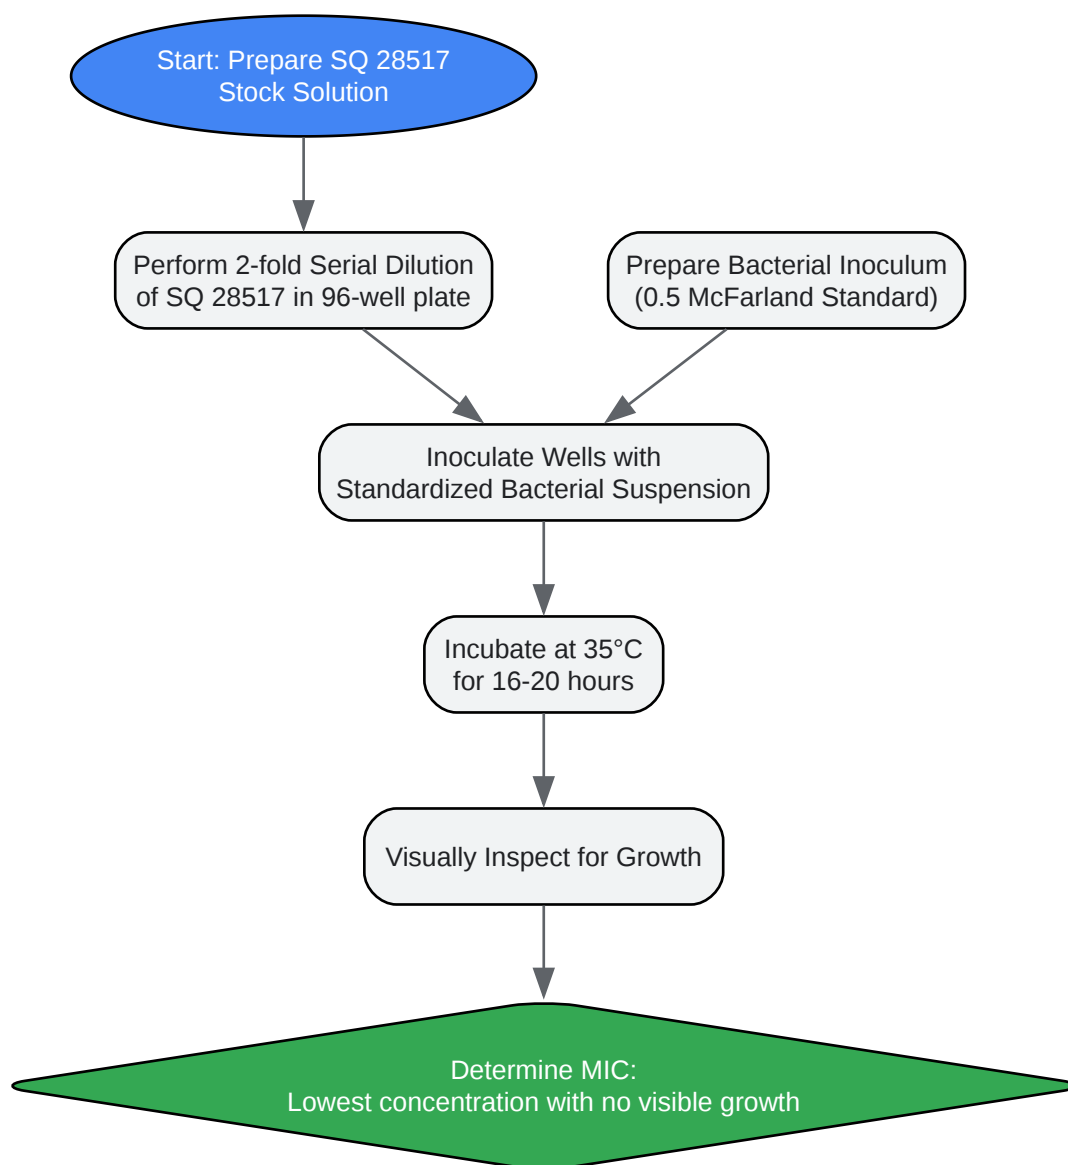 Start: Prepare SQ 28517
Stock Solution
Perform 2-fold Serial Dilution
of SQ 28517 in 96-well plate
Prepare Bacterial Inoculum
(0.5 McFarland Standard)
Inoculate Wells with
Standardized Bacterial Suspension
Incubate at 35°C
for 16-20 hours
Visually Inspect for Growth
Determine MIC:
Lowest concentration with no visible growth